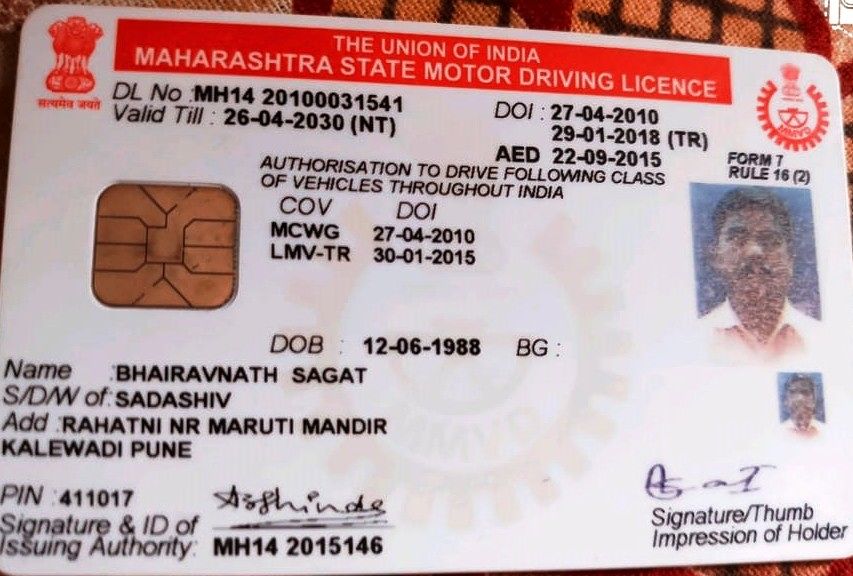 THE UNION OF INDIA
MAHARASHTRA STATE MOTOR DRIVING LICENCE
सत्यमेव जयते
DL No : MH14 20100031541
DOI : 27-04-2010
Valid Till : 26-04-2030 (NT)
29-01-2018 (TR)
AED 22-09-2015
FORM 7
RULE 16 (2)
AUTHORISATION TO DRIVE FOLLOWING CLASS
OF VEHICLES THROUGHOUT INDIA
COV DOI
MCWG 27-04-2010
LMV-TR 30-01-2015
DOB : 12-06-1988 BG :
Name : BHAIRAVNATH SAGAT
S/D/W of : SADASHIV
Add : RAHATNI NR MARUTI MANDIR
KALEWADI PUNE
PIN : 411017
Signature & ID of
Issuing Authority: MH14 2015146
Signature/Thumb
Impression of Holder
MMVD